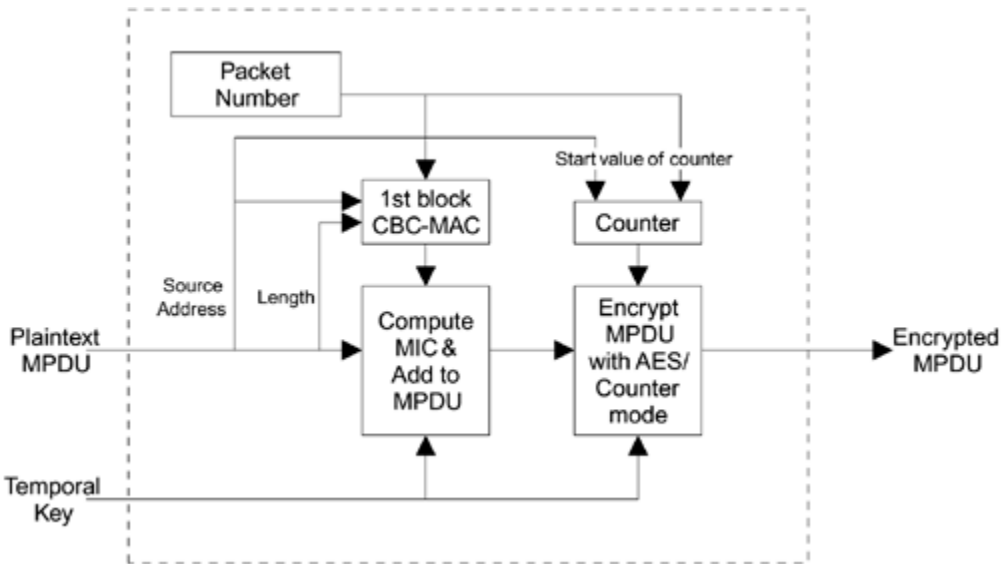 Packet
Number
Start value of counter
1st block
CBC-MAC
Counter
Source
Address
Length
Plaintext
MPDU
Compute
MIC &
Add to
MPDU
Encrypt
MPDU
with AES/
Counter
mode
Encrypted
MPDU
Temporal
Key